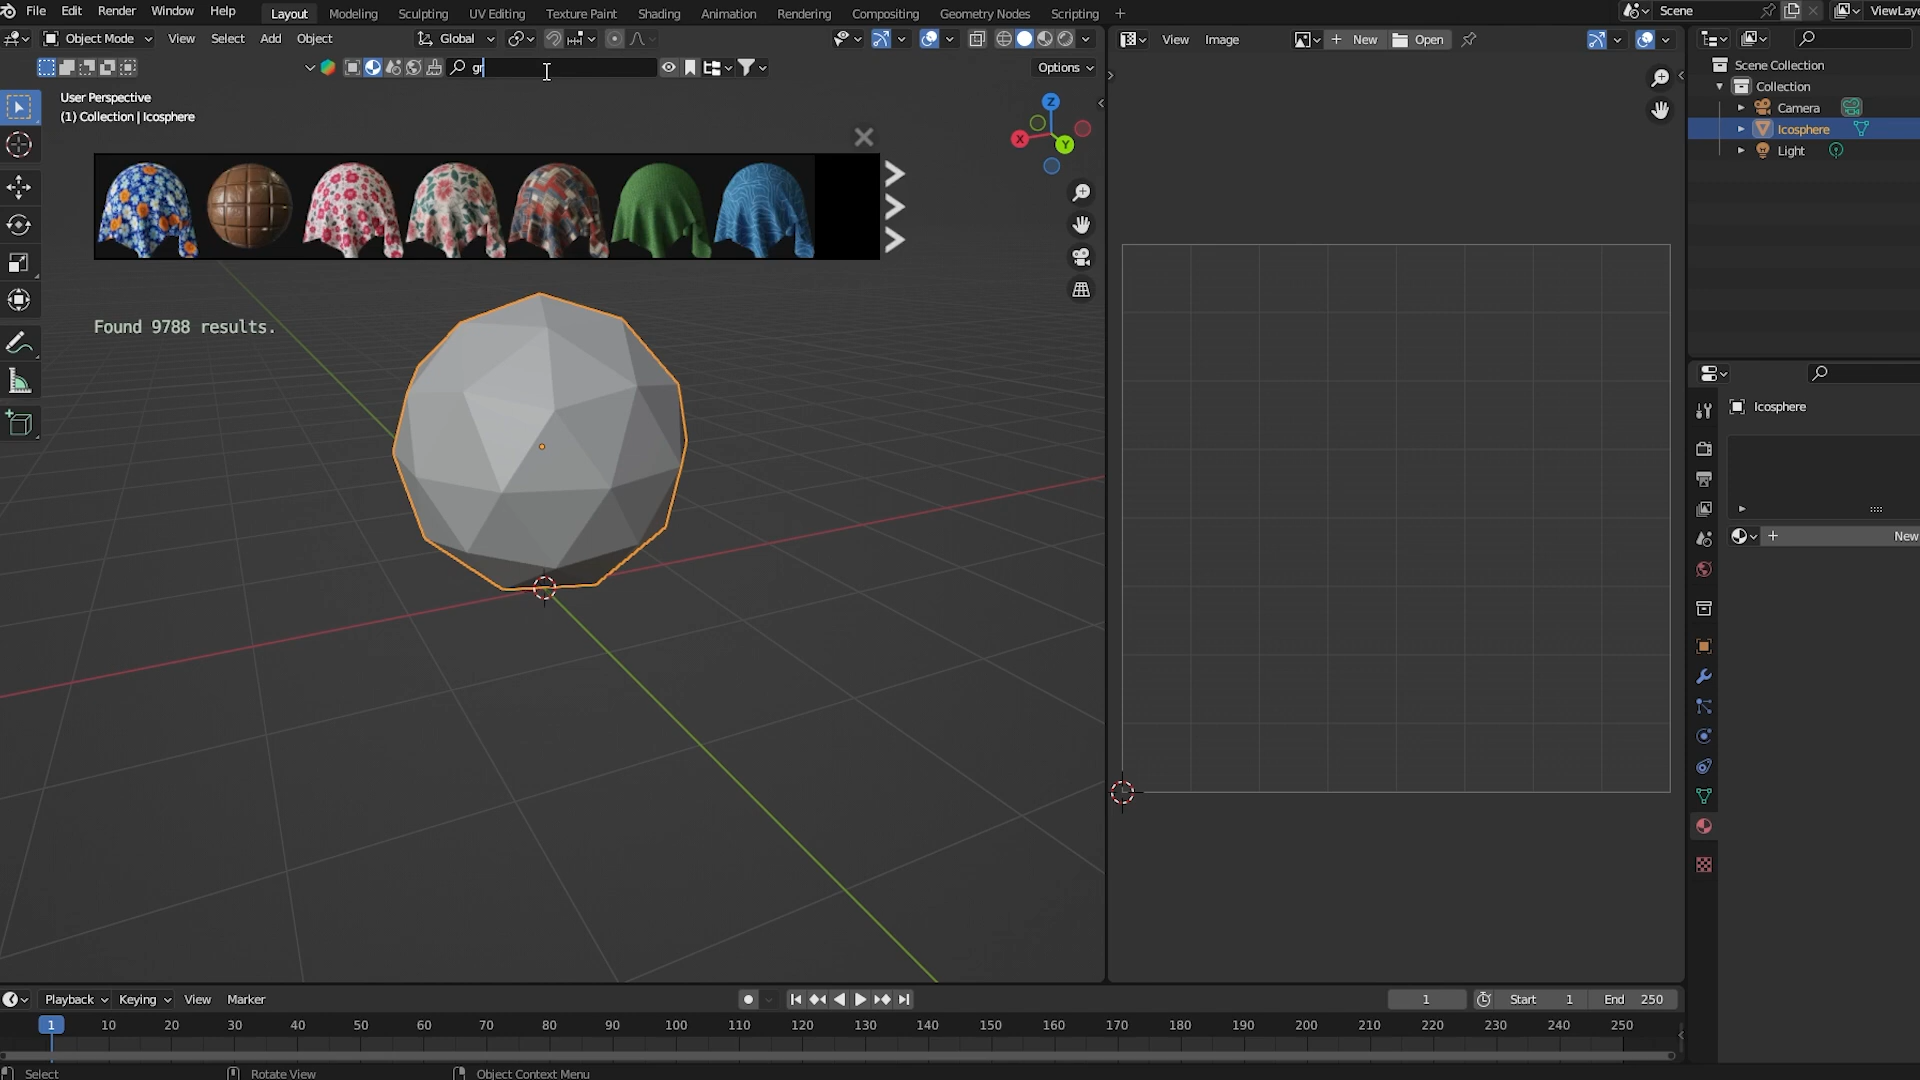 File Edit Render Window Help Layout Modeling Sculpting UV Editing Texture Paint Shading Animation Rendering Compositing Geometry Nodes Scripting + Scene ViewLaye
Object Mode View Select Add Object Global View Image New Open
gr Options
User Perspective
(1) Collection | Icosphere
Z
X
Y
Found 9788 results.
Scene Collection
Collection
Camera
Icosphere
Light
Icosphere
New
Playback Keying View Marker 1 Start 1 End 250
1 10 20 30 40 50 60 70 80 90 100 110 120 130 140 150 160 170 180 190 200 210 220 230 240 250
Select Rotate View Object Context Menu